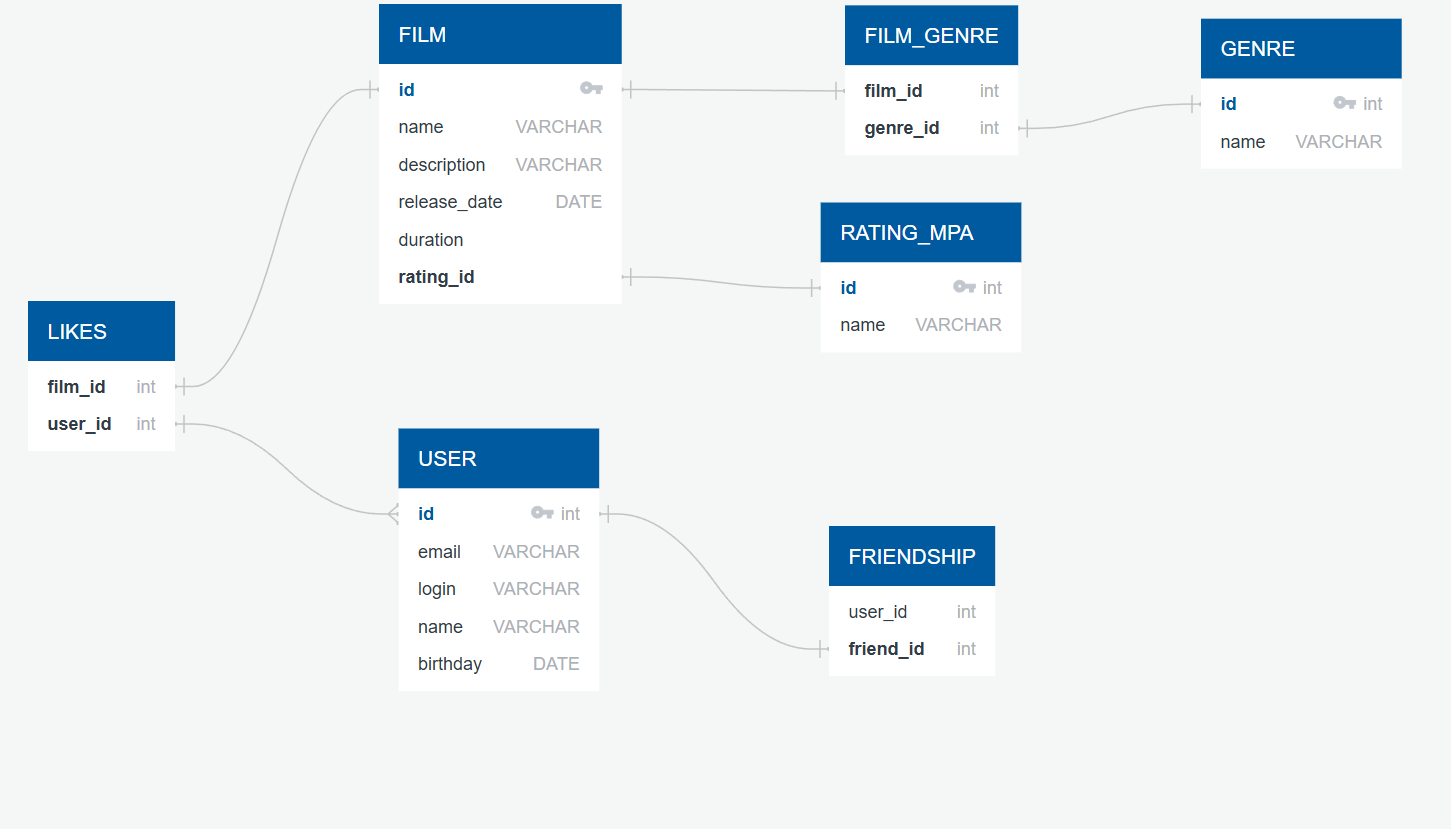 FILM
id
name VARCHAR
description VARCHAR
release_date DATE
duration
rating_id
FILM_GENRE
film_id int
genre_id int
GENRE
id int
name VARCHAR
RATING_MPA
id int
name VARCHAR
LIKES
film_id int
user_id int
USER
id int
email VARCHAR
login VARCHAR
name VARCHAR
birthday DATE
FRIENDSHIP
user_id int
friend_id int